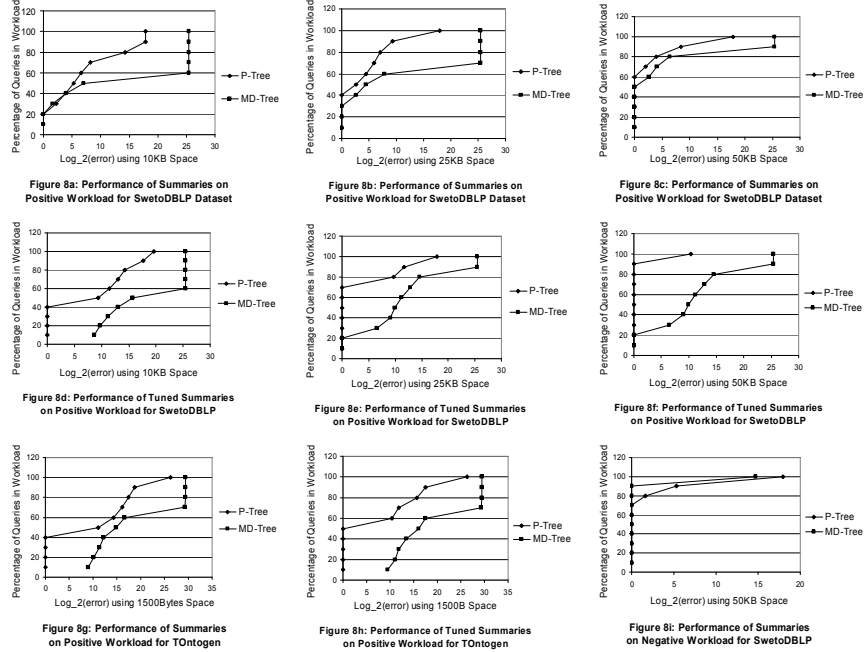 Percentage of Queries in Workload
120
100
80
60
40
20
0
0 5 10 15 20 25 30
Log_2(error) using 10KB Space
P-Tree
MD-Tree
Figure 8a: Performance of Summaries on
Positive Workload for SwetoDBLP Dataset
Percentage of Queries in Workload
120
100
80
60
40
20
0
0 5 10 15 20 25 30
Log_2(error) using 25KB Space
P-Tree
MD-Tree
Figure 8b: Performance of Summaries on
Positive Workload for SwetoDBLP Dataset
Percentage of Queries in Workload
120
100
80
60
40
20
0
0 5 10 15 20 25 30
Log_2(error) using 50KB Space
P-Tree
MD-Tree
Figure 8c: Performance of Summaries on
Positive Workload for SwetoDBLP Dataset
Percentage of Queries in Workload
120
100
80
60
40
20
0
0 5 10 15 20 25 30
Log_2(error) using 10KB Space
P-Tree
MD-Tree
Figure 8d: Performance of Tuned Summaries
on Positive Workload for SwetoDBLP
Percentage of Queries in Workload
120
100
80
60
40
20
0
0 5 10 15 20 25 30
Log_2(error) using 25KB Space
P-Tree
MD-Tree
Figure 8e: Performance of Tuned Summaries
on Positive Workload for SwetoDBLP
Percentage of Queries in Workload
120
100
80
60
40
20
0
0 5 10 15 20 25 30
Log_2(error) using 50KB Space
P-Tree
MD-Tree
Figure 8f: Performance of Tuned Summaries
on Positive Workload for SwetoDBLP
Percentage of Queries in Workload
120
100
80
60
40
20
0
0 5 10 15 20 25 30 35
Log_2(error) using 1500Bytes Space
P-Tree
MD-Tree
Figure 8g: Performance of Summaries
on Positive Workload for TOntogen
Percentage of Queries in Workload
120
100
80
60
40
20
0
0 5 10 15 20 25 30 35
Log_2(error) using 1500B Space
P-Tree
MD-Tree
Figure 8h: Performance of Tuned Summaries
on Positive Workload for TOntogen
Percentage of Queries in Workload
120
100
80
60
40
20
0
0 5 10 15 20
Log_2(error) using 50KB Space
P-Tree
MD-Tree
Figure 8i: Performance of Summaries
on Negative Workload for SwetoDBLP